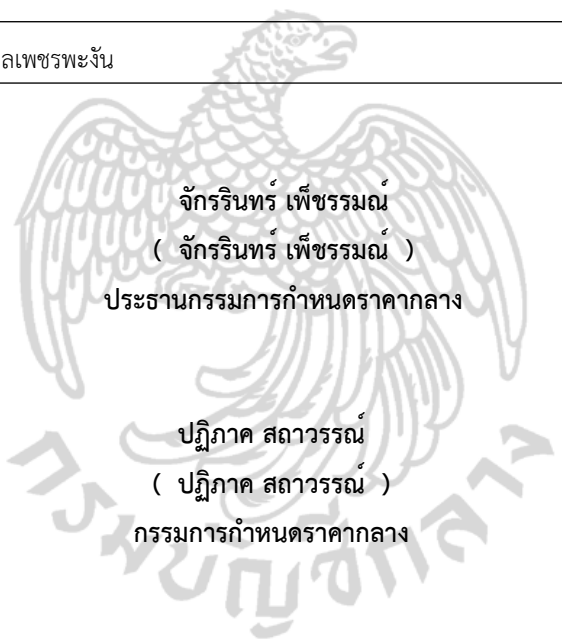 ลเพชรพะงัน
จักรรินทร์ เพ็ชรรมณ์
( จักรรินทร์ เพ็ชรรมณ์ )
ประธานกรรมการกำหนดราคากลาง
ปฏิภาค สถาวรรณ์
( ปฏิภาค สถาวรรณ์ )
กรรมการกำหนดราคากลาง
กรมบัญชีกลาง